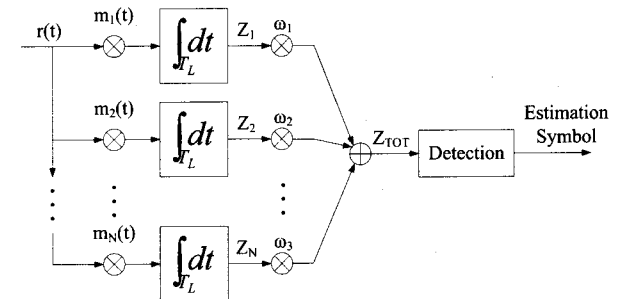 r(t) m₁(t) ∫_{T_L} dt Z₁ ω₁
m₂(t) ∫_{T_L} dt Z₂ ω₂
Z_TOT Detection Estimation
Symbol
m_N(t) ∫_{T_L} dt Z_N ω₃